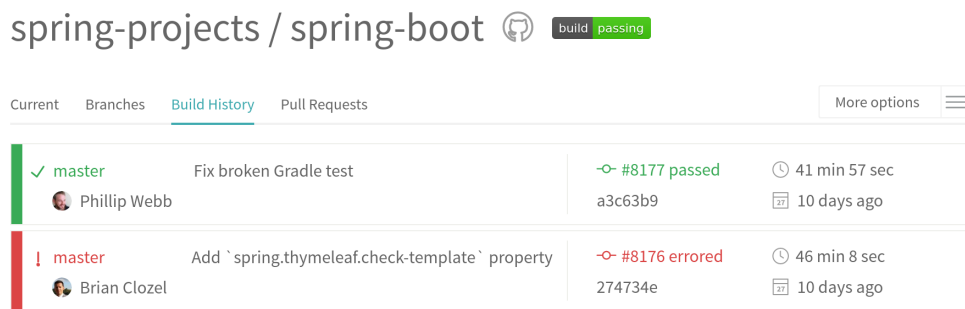 spring-projects / spring-boot build passing
Current Branches Build History Pull Requests More options
master Fix broken Gradle test #8177 passed 41 min 57 sec
Phillip Webb a3c63b9 27 10 days ago
! master Add `spring.thymeleaf.check-template` property #8176 errored 46 min 8 sec
Brian Clozel 274734e 27 10 days ago